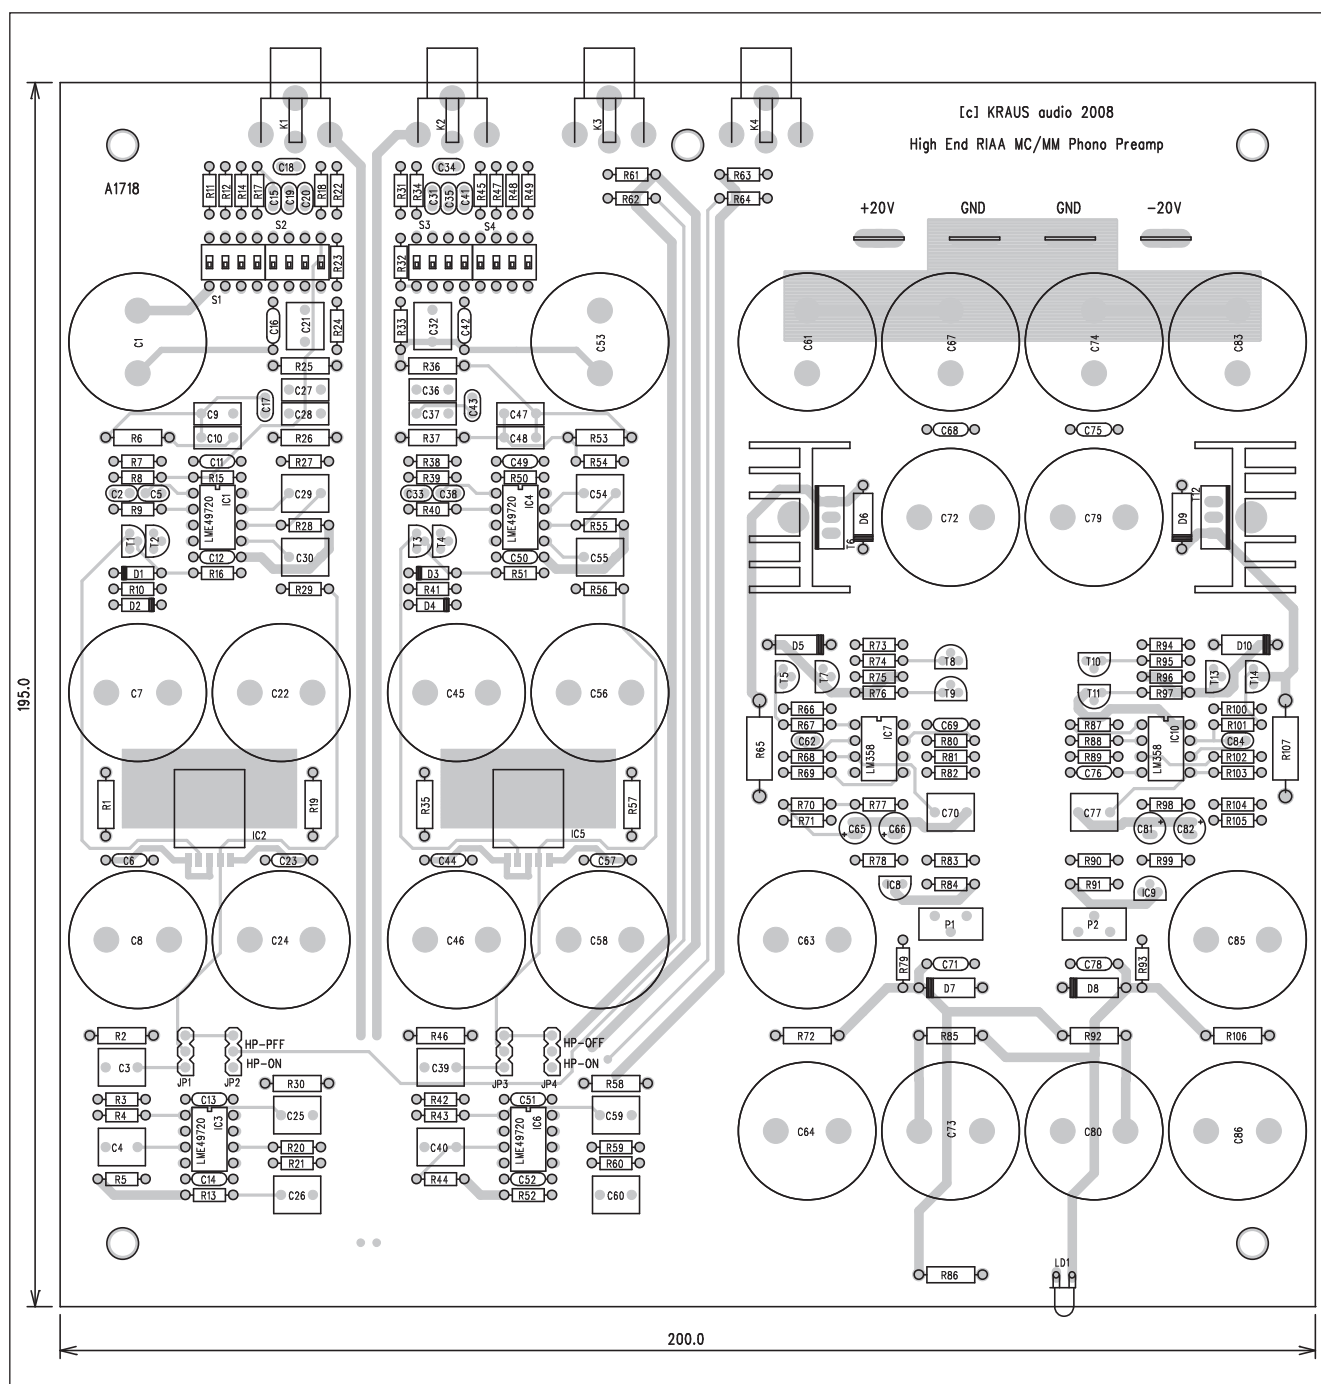 K1 K2 K3 K4
[c] KRAUS audio 2008
High End RIAA MC/MM Phono Preamp
A1718
C18 C34
R11 R12 R14 R17 C15 C19 C20 R18 R22 R31 R34 C31 C35 C41 R45 R47 R48 R49
R61 R63
R62 R64
+20V GND GND -20V
S2 S3 S4
R23 R32
S1
C1 C16 C21 R24 R33 C32 C42 C53 C61 C67 C74 C83
R25 R36
C27 C36
C17 C43
C9 C28 C37 C47
C68 C75
R6 C10 R26 R37 C48 R53
R7 C11 R27 R38 C49 R54
R8 R15 R39 R50
C2 C5 C29 C33 C38 C54
IC1 IC4
LME49720 LME49720
R9 R40
C72 C79
D6 D9 T12
T6
R28 R55
T1 T2 T3 T4
C12 C30 C50 C55
D1 R16 D3 R51
R10 R29 R41 R56
D2 D4
D5 R73 R94 D10
R74 T8 T10 R95
T5 T7 R75 R96 T13 T14
R76 T9 T11 R97
C7 C22 C45 C56
R66 R100
R67 C69 R87 R101
IC7 IC10
LM358 LM358
C62 R80 R88 C84
R65 R107
R68 R81 R89 R102
R69 R82 C76 R103
R1 R19 R35 R57
R70 R77 R98 R104
C70 C77
R71 R105
C65 C66 C81 C82
+ + + +
IC2 IC5
C6 C23 C44 C57 R78 R83 R90 R99
IC8 R84 R91 IC9
P1 P2
C8 C24 C46 C58 C63 C85
R79 C71 C78 R93
D7 D8
R2 R46 R72 R85 R92 R106
HP-PFF HP-OFF
HP-ON HP-ON
C3 C39
JP1 JP2 JP3 JP4
R30 R58
R3 C13 R42 C51
R4 C25 R43 C59
IC3 IC6
LME49720 LME49720
C64 C73 C80 C86
C4 R20 C40 R59
R21 R60
R5 C14 R44 C52
R13 C26 R52 C60
LD1
R86
195.0
200.0